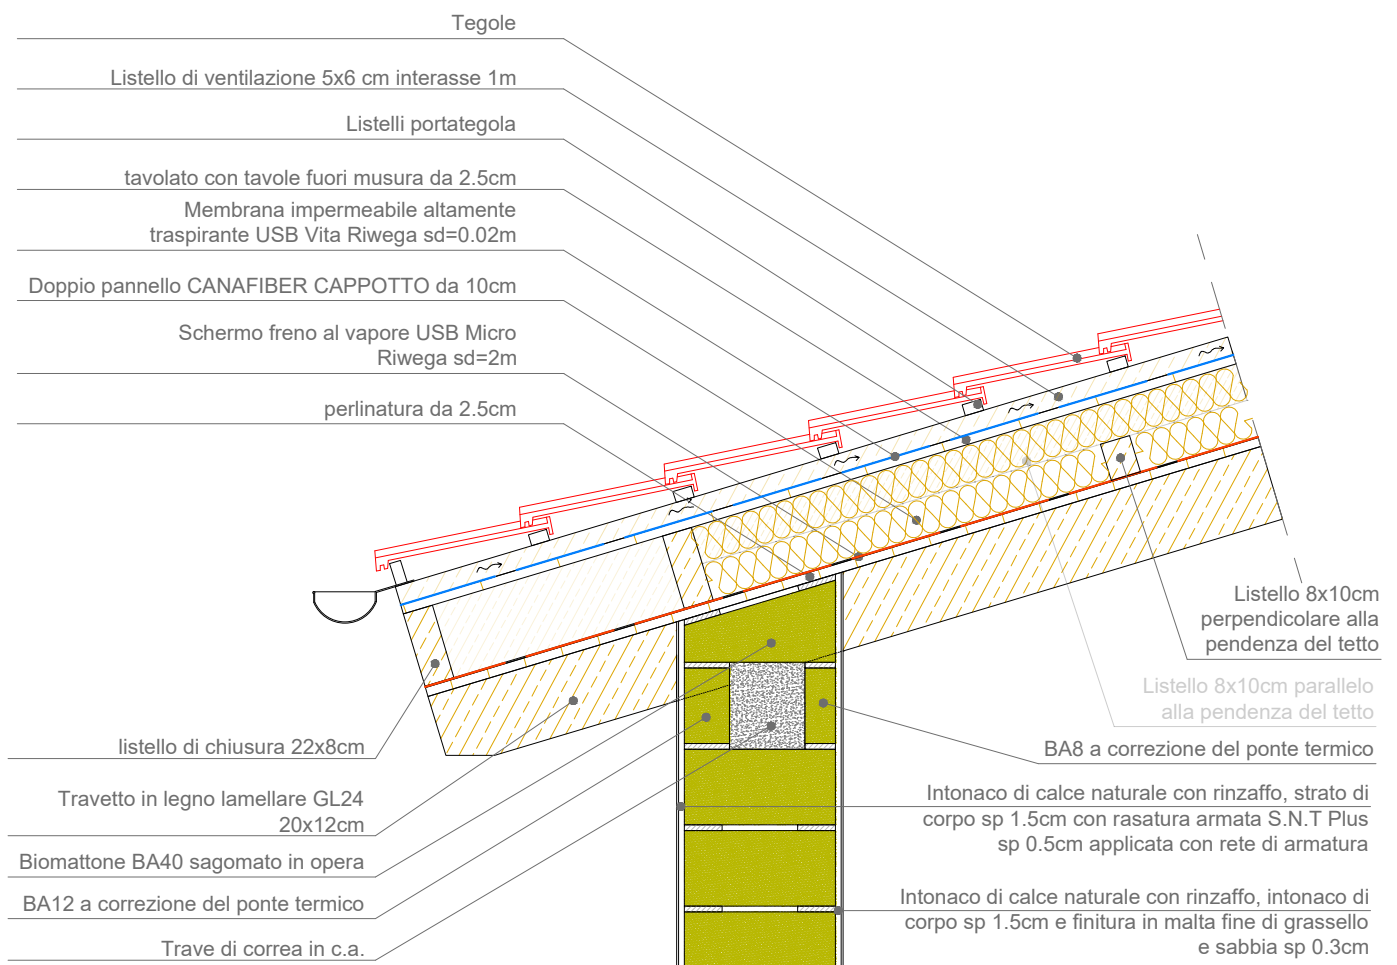 Tegole
Listello di ventilazione 5x6 cm interasse 1m
Listelli portategola
tavolato con tavole fuori musura da 2.5cm
Membrana impermeabile altamente
traspirante USB Vita Riwega sd=0.02m
Doppio pannello CANAFIBER CAPPOTTO da 10cm
Schermo freno al vapore USB Micro
Riwega sd=2m
perlinatura da 2.5cm
Listello 8x10cm
perpendicolare alla
pendenza del tetto
Listello 8x10cm parallelo
alla pendenza del tetto
BA8 a correzione del ponte termico
Intonaco di calce naturale con rinzaffo, strato di
corpo sp 1.5cm con rasatura armata S.N.T Plus
sp 0.5cm applicata con rete di armatura
Intonaco di calce naturale con rinzaffo, intonaco di
corpo sp 1.5cm e finitura in malta fine di grassello
e sabbia sp 0.3cm
listello di chiusura 22x8cm
Travetto in legno lamellare GL24
20x12cm
Biomattone BA40 sagomato in opera
BA12 a correzione del ponte termico
Trave di correa in c.a.